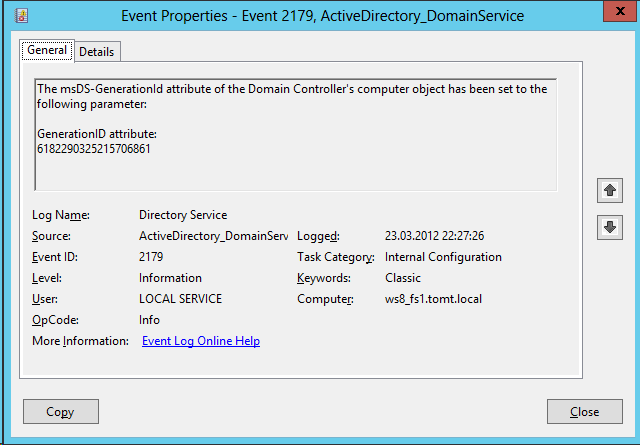 Event Properties - Event 2179, ActiveDirectory_DomainService
x
General Details
The msDS-GenerationId attribute of the Domain Controller's computer object has been set to the
following parameter:
GenerationID attribute:
6182290325215706861
Log Name: Directory Service
Source: ActiveDirectory_DomainServ Logged: 23.03.2012 22:27:26
Event ID: 2179 Task Category: Internal Configuration
Level: Information Keywords: Classic
User: LOCAL SERVICE Computer: ws8_fs1.tomt.local
OpCode: Info
More Information: Event Log Online Help
Copy Close